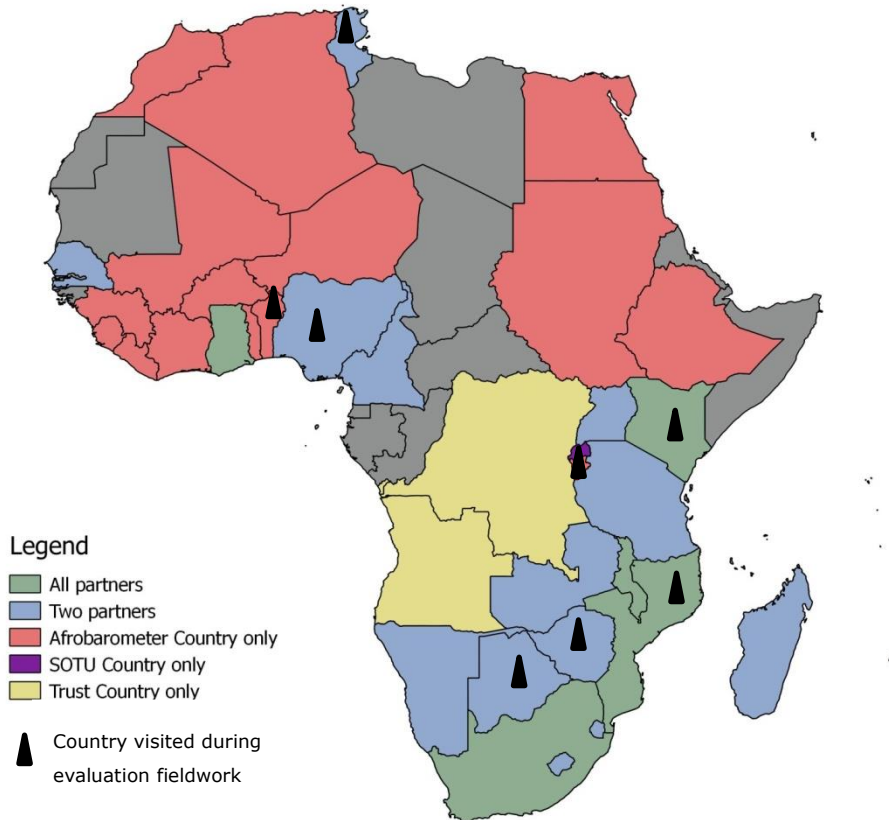 Legend
All partners
Two partners
Afrobarometer Country only
SOTU Country only
Trust Country only
Country visited during
evaluation fieldwork